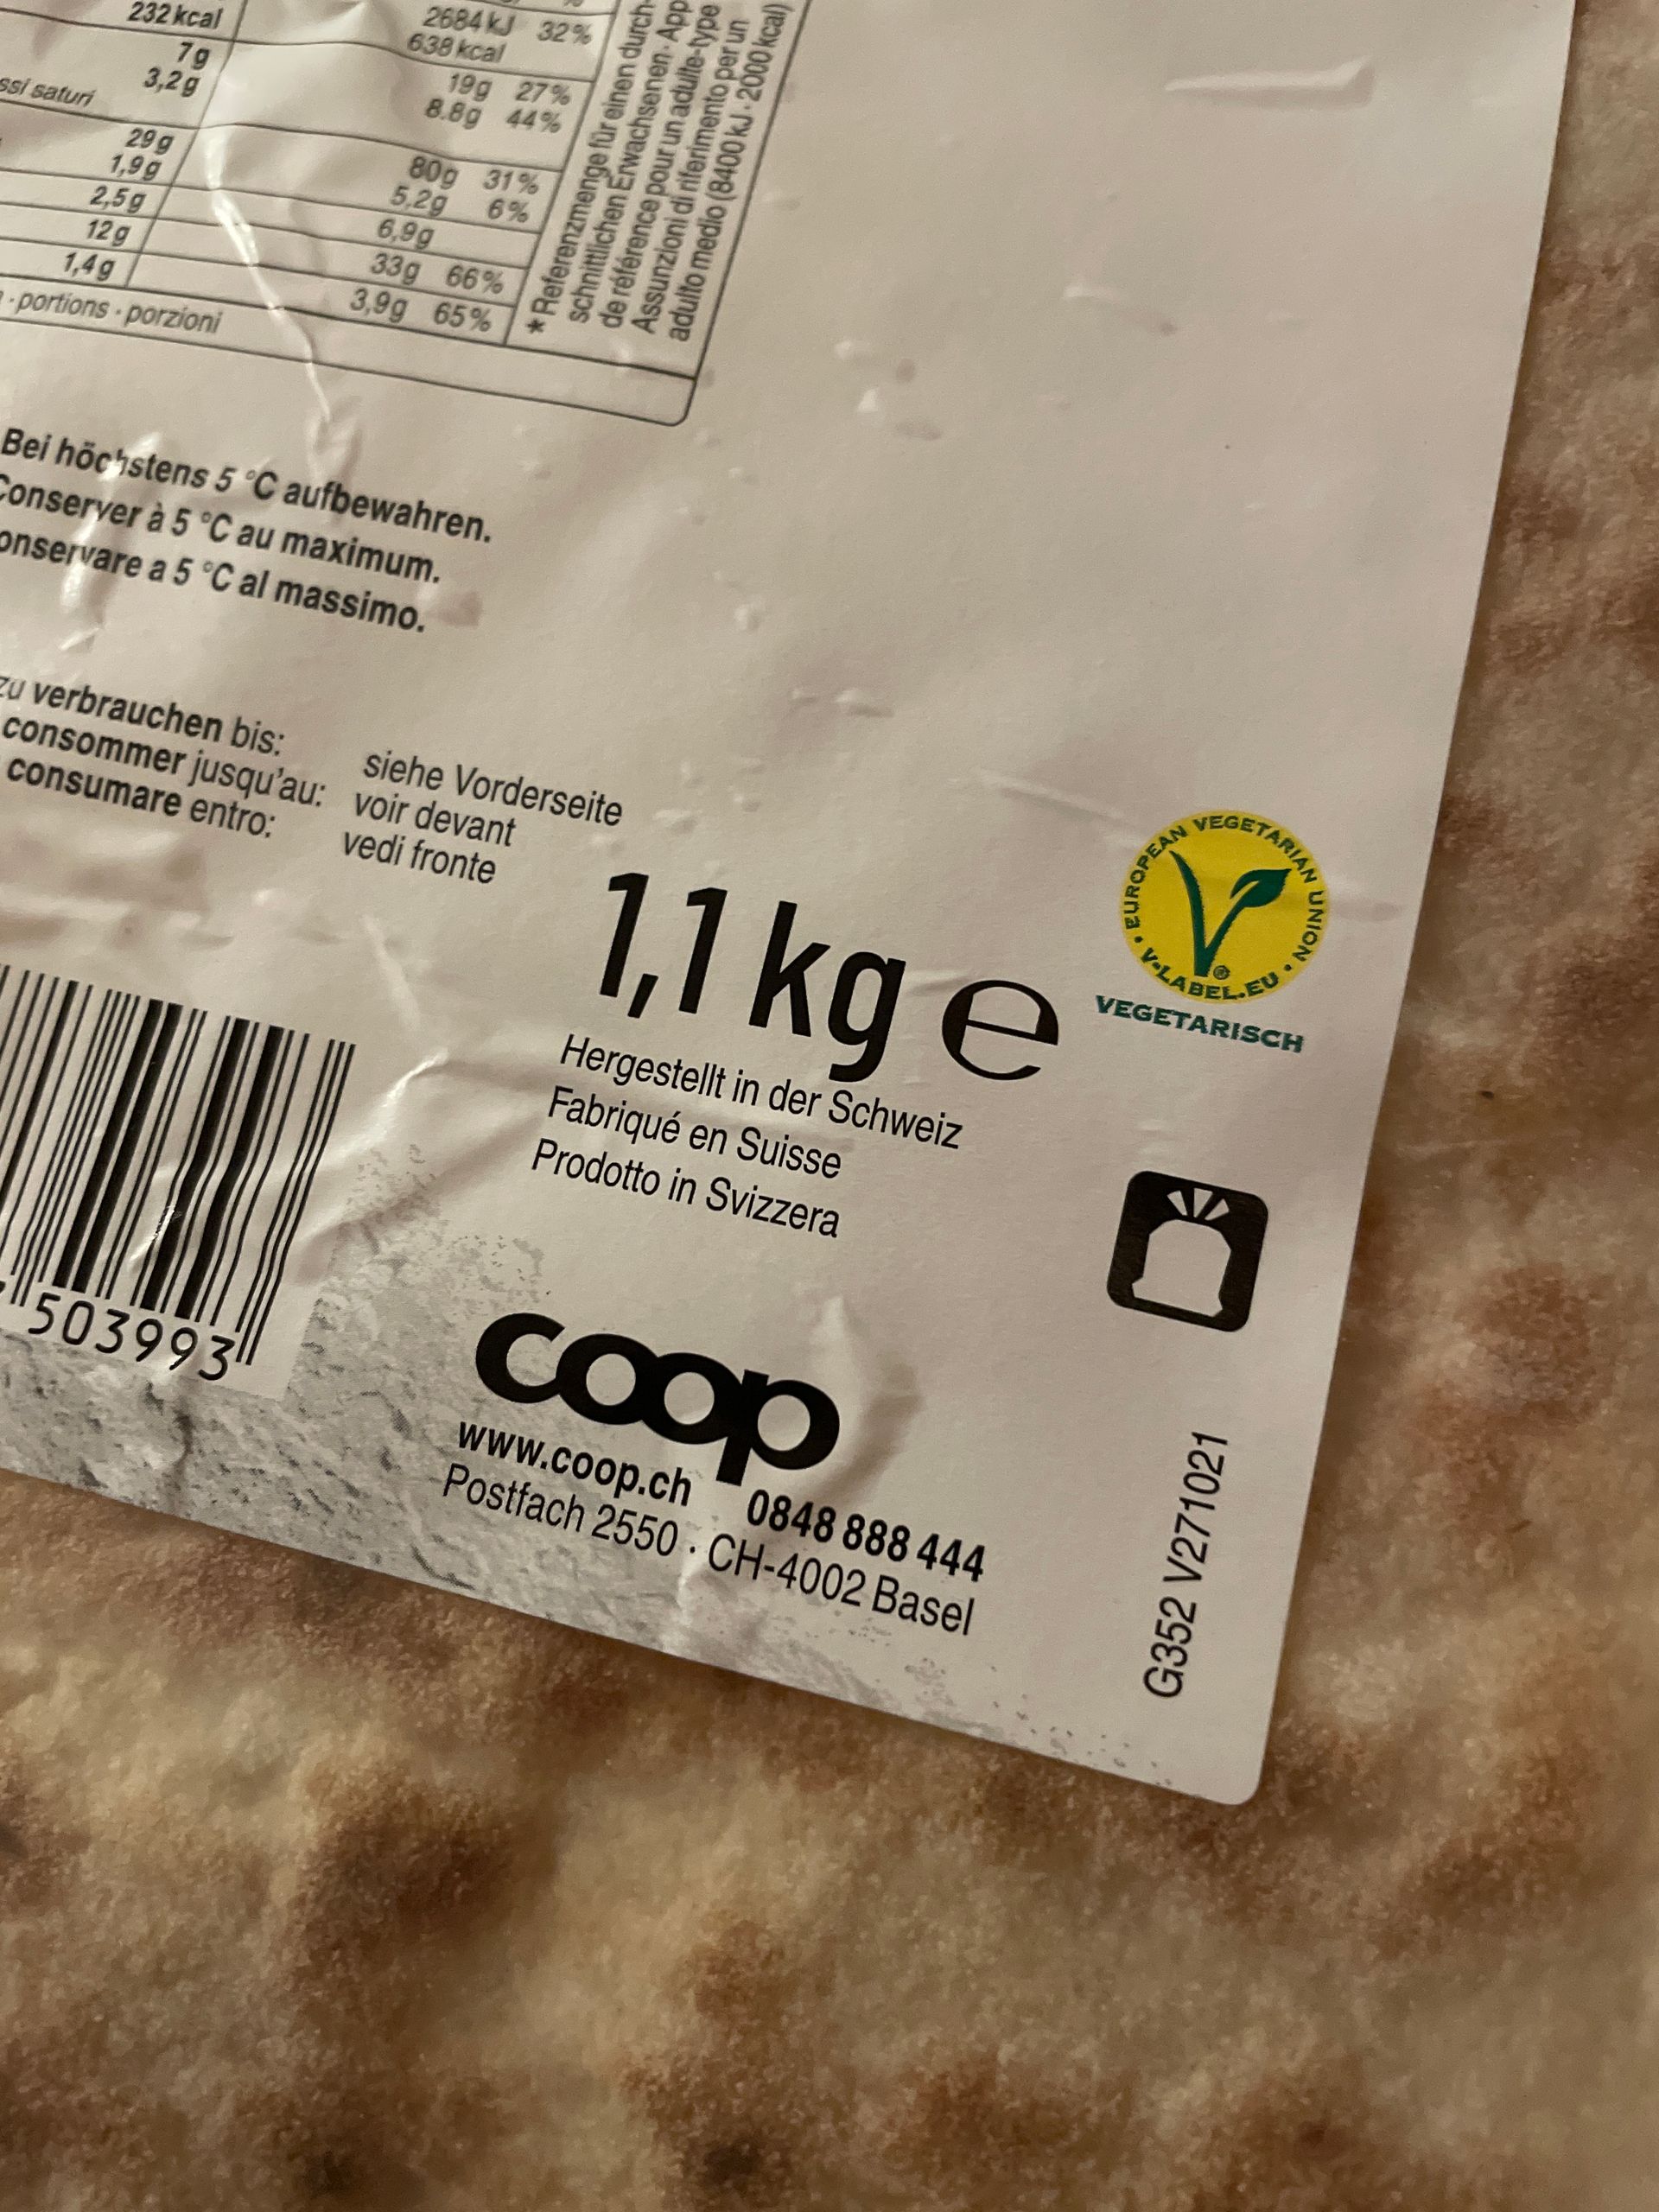 232 kcal 2684 kJ 32%
638 kcal
7g 19g 27%
3,2g 8.8g 44%
saturi
29g 80g 31%
1,9g 5,2g 6%
2,5g 6,9g
12g 33g 66%
1,4g 3,9g 65%
· portions · porzioni
* Referenzmenge für einen durch-
schnittlichen Erwachsenen · App
de référence pour un adulte-type
Assunzioni di riferimento per un
adulto medio (8400 kJ · 2000 kcal)
Bei höchstens 5 °C aufbewahren.
Conserver à 5 °C au maximum.
onservare a 5 °C al massimo.
zu verbrauchen bis: siehe Vorderseite
consommer jusqu'au: voir devant
consumare entro: vedi fronte
1,1 kg e
EUROPEAN VEGETARIAN UNION
• V-LABEL.EU •
VEGETARISCH
Hergestellt in der Schweiz
Fabriqué en Suisse
Prodotto in Svizzera
503993
coop
www.coop.ch 0848 888 444
Postfach 2550 · CH-4002 Basel
G352 V271021